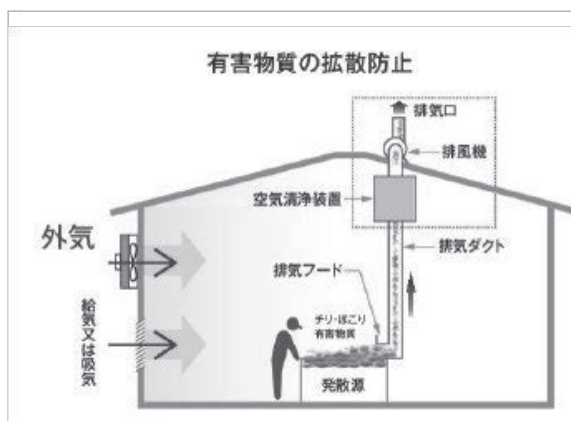 有害物質の拡散防止
排気口
排風機
空気清浄装置
外気
排気ダクト
排気フード
給気又は吸気
チリ・ほこり
有害物質
発散源